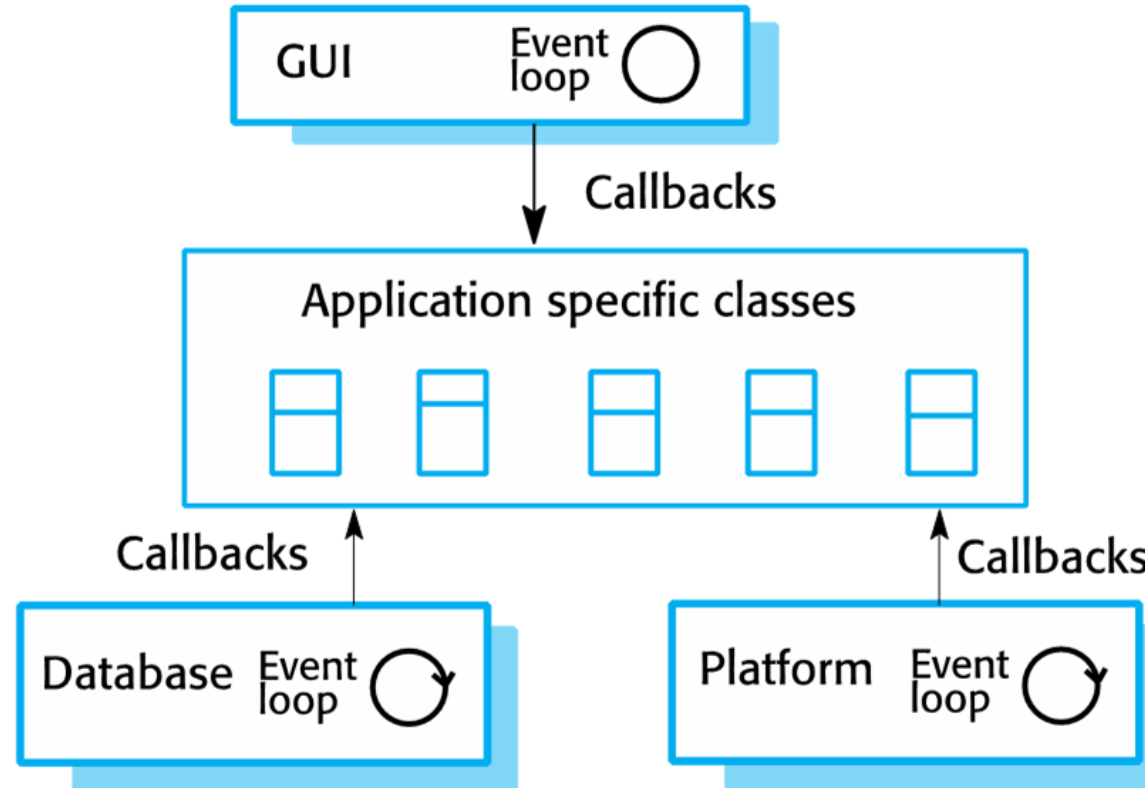 GUI
Event
loop
Callbacks
Application specific classes
Callbacks
Callbacks
Database
Event
loop
Platform
Event
loop